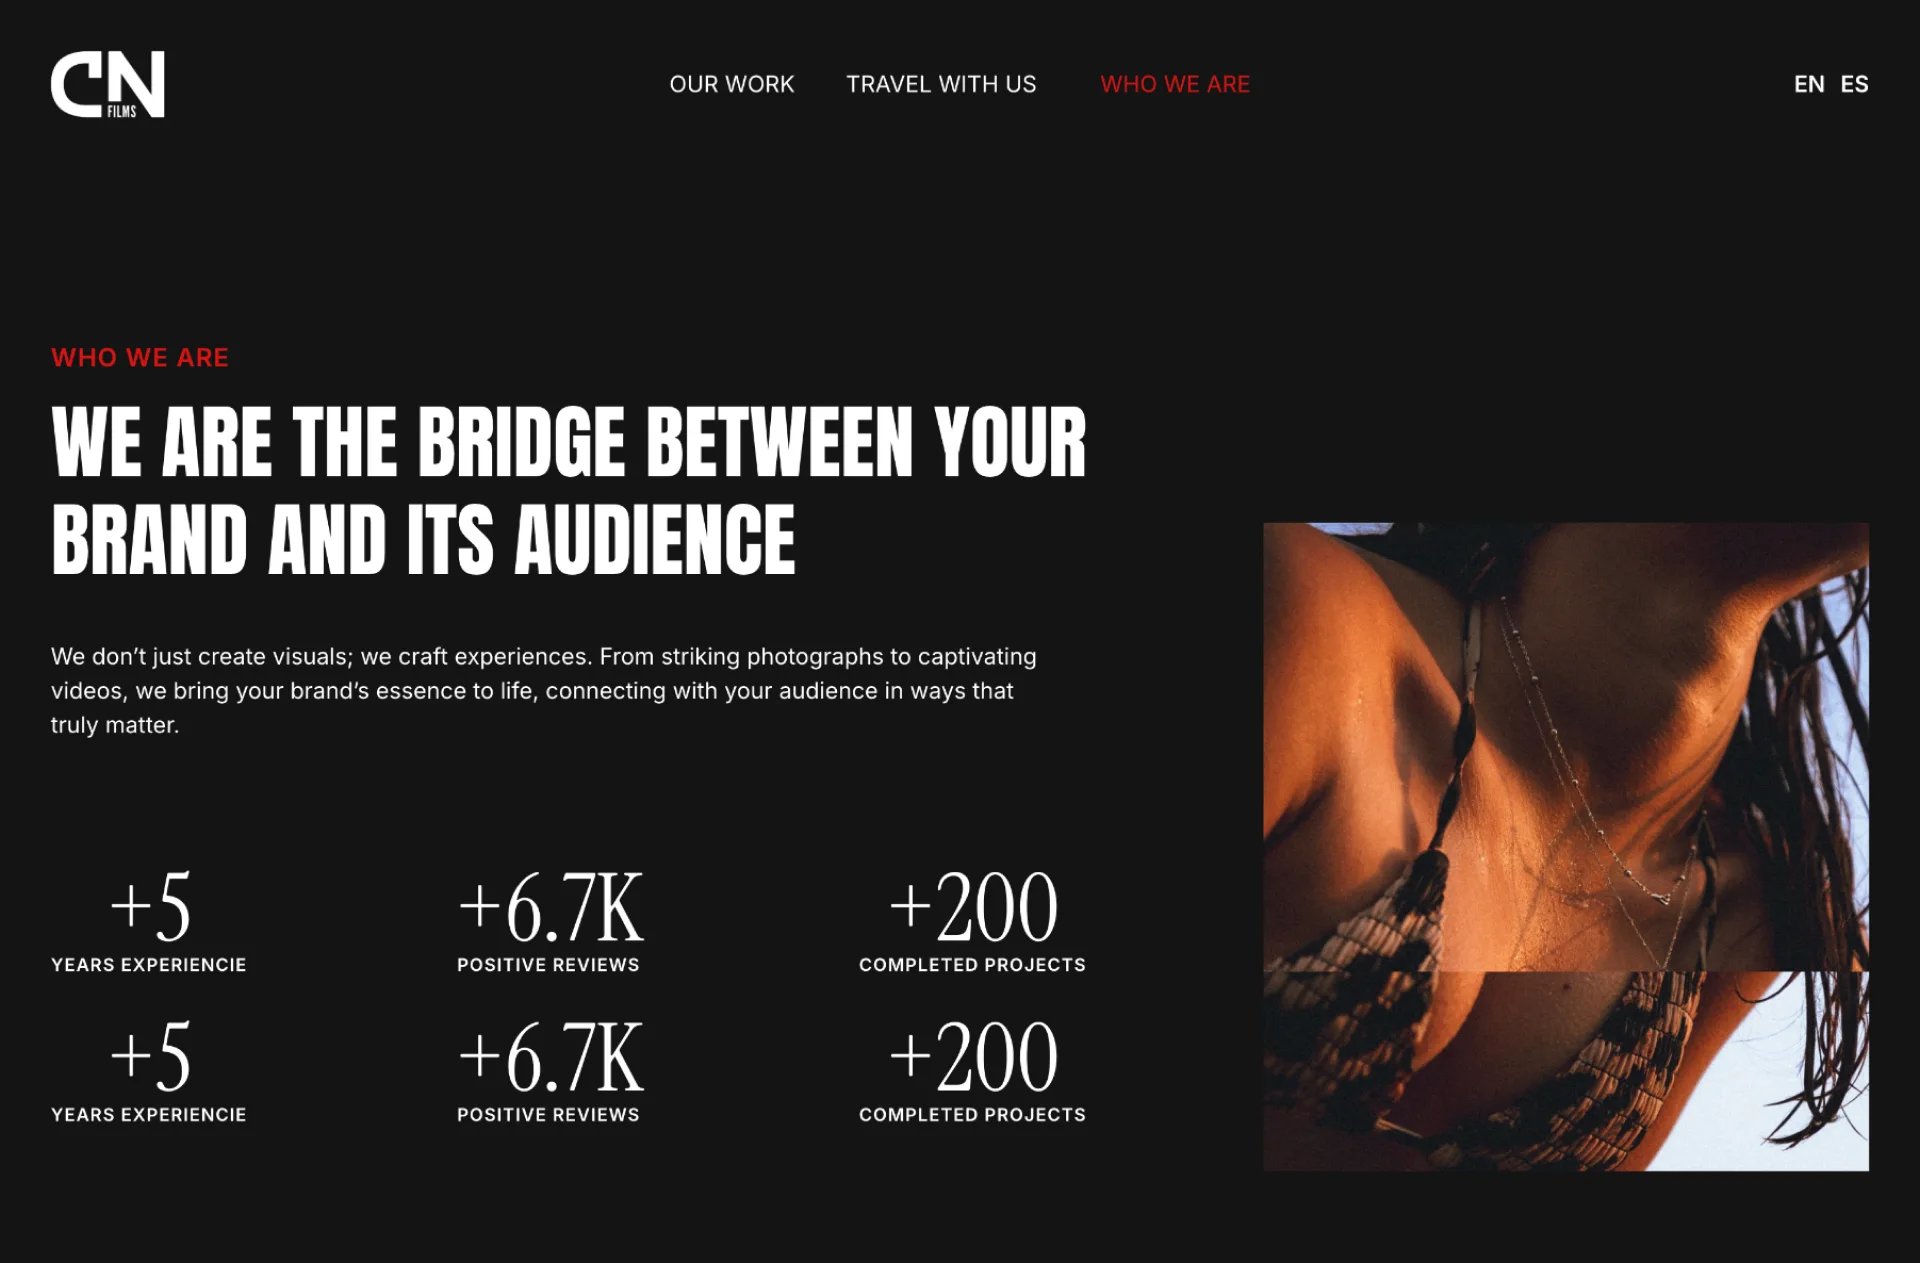 CN
FILMS
OUR WORK TRAVEL WITH US WHO WE ARE
EN ES
WHO WE ARE
WE ARE THE BRIDGE BETWEEN YOUR
BRAND AND ITS AUDIENCE
We don’t just create visuals; we craft experiences. From striking photographs to captivating
videos, we bring your brand’s essence to life, connecting with your audience in ways that
truly matter.
+5 +6.7K +200
YEARS EXPERIENCIE POSITIVE REVIEWS COMPLETED PROJECTS
+5 +6.7K +200
YEARS EXPERIENCIE POSITIVE REVIEWS COMPLETED PROJECTS